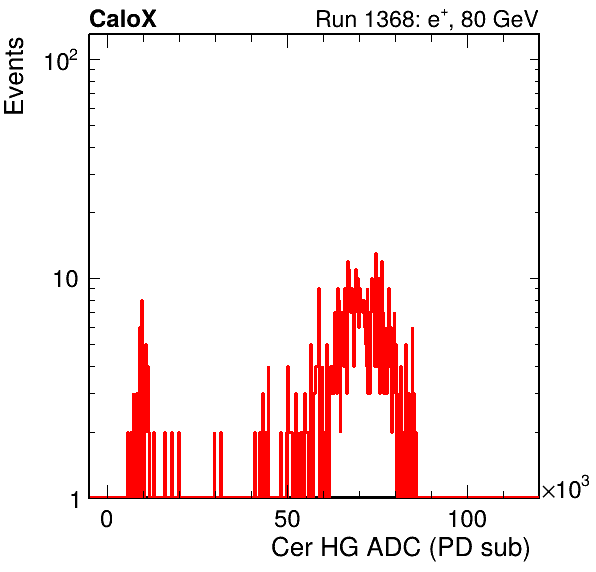 CaloX Run 1368: e⁺, 80 GeV
Events
10²
10
1
0 50 100
×10³
Cer HG ADC (PD sub)